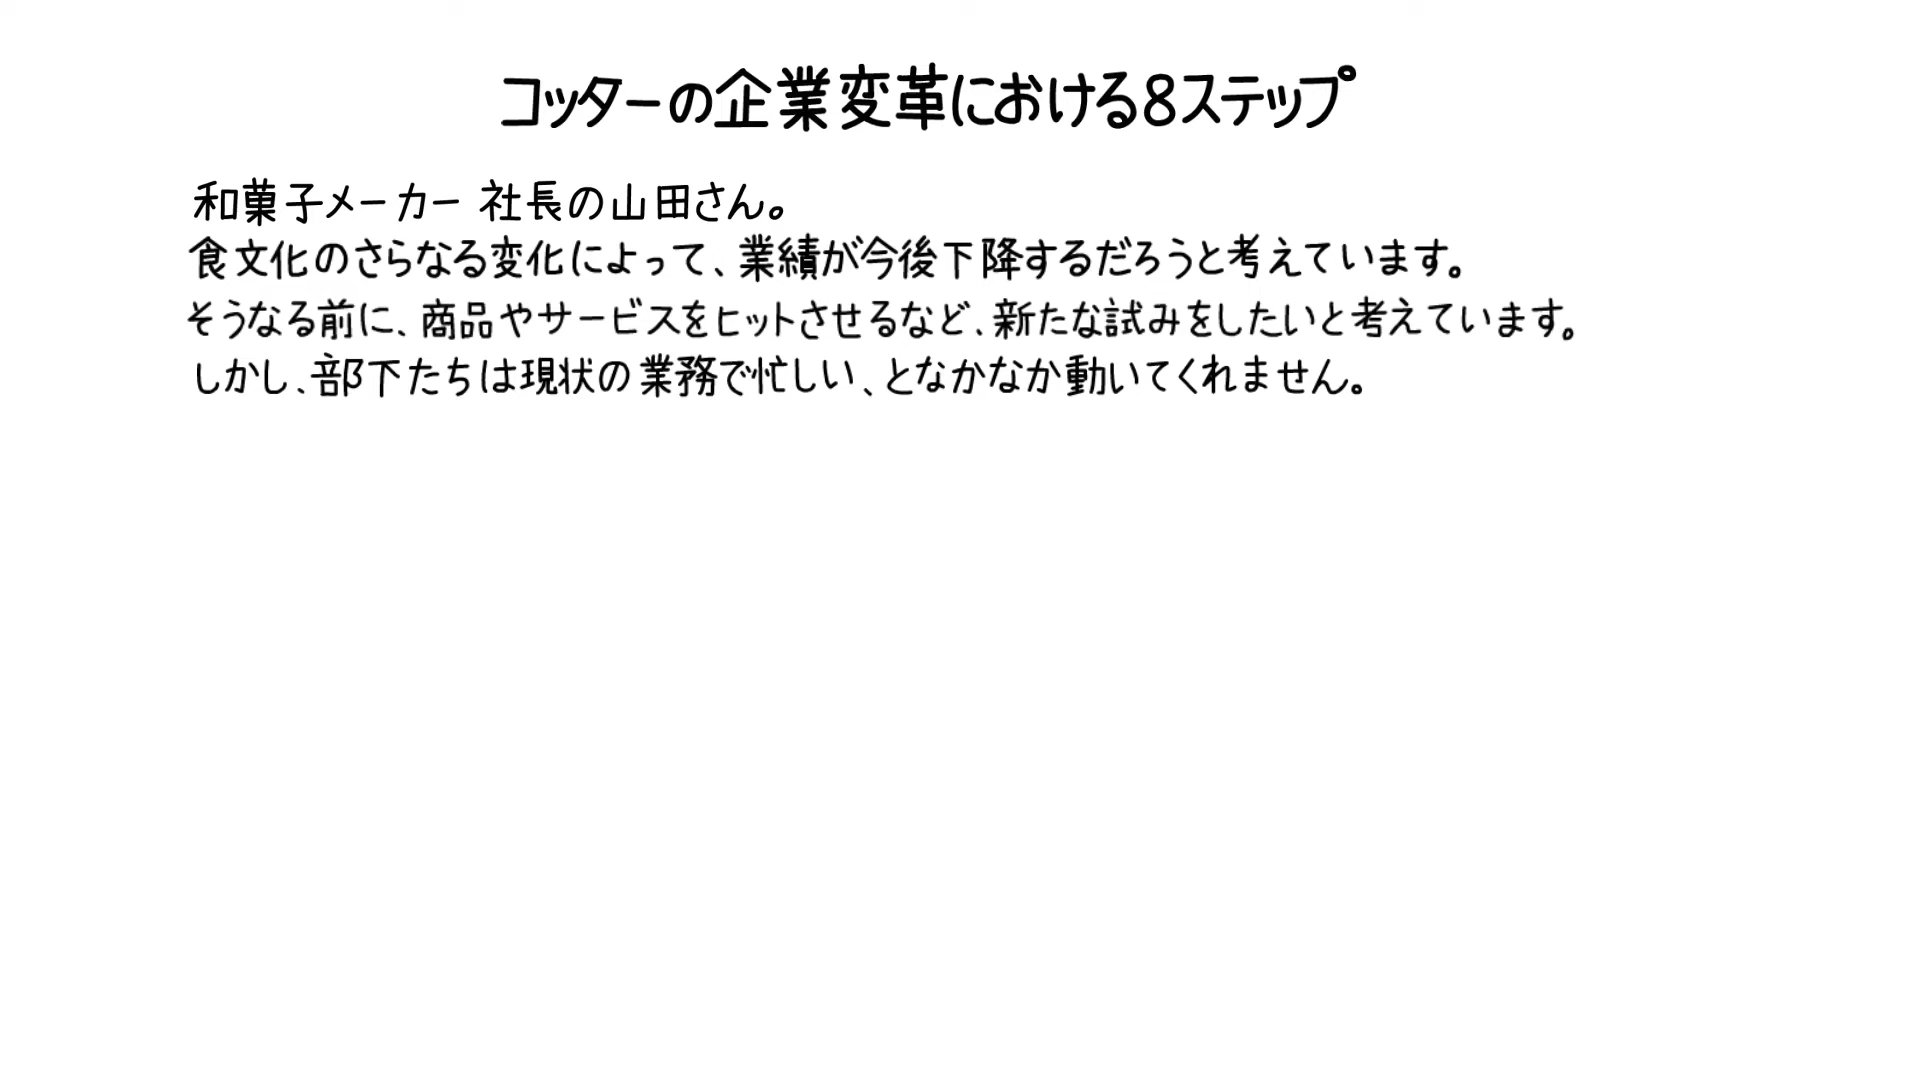 コッターの企業変革における8ステップ
和菓子メーカー 社長の山田さん。
食文化のさらなる変化によって、業績が今後下降するだろうと考えています。
そうなる前に、商品やサービスをヒットさせるなど、新たな試みをしたいと考えています。
しかし、部下たちは現状の業務で忙しい、となかなか動いてくれません。